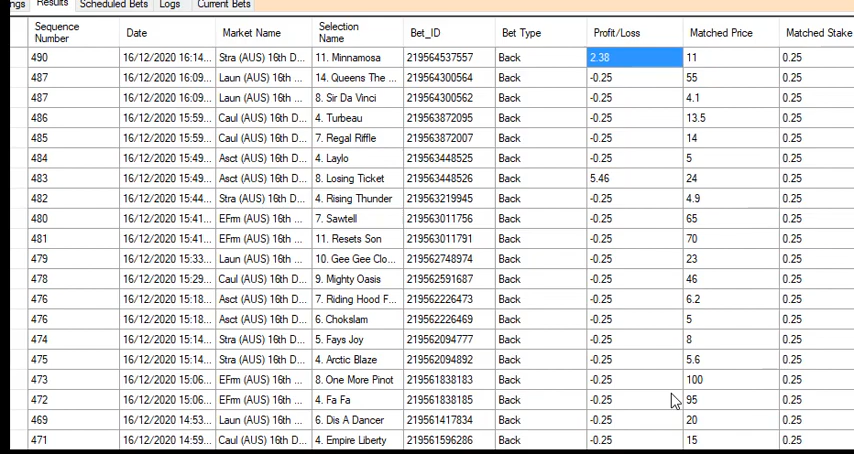 ngs Results Scheduled Bets Logs Current Bets
Sequence Number Date Market Name Selection Name Bet_ID Bet Type Profit/Loss Matched Price Matched Stake
490 16/12/2020 16:14... Stra (AUS) 16th D... 11. Minnamosa 219564537557 Back 2.38 11 0.25
487 16/12/2020 16:09... Laun (AUS) 16th ... 14. Queens The ... 219564300564 Back -0.25 55 0.25
487 16/12/2020 16:09... Laun (AUS) 16th ... 8. Sir Da Vinci 219564300562 Back -0.25 4.1 0.25
486 16/12/2020 15:59... Caul (AUS) 16th D... 4. Turbeau 219563872095 Back -0.25 13.5 0.25
485 16/12/2020 15:59... Caul (AUS) 16th D... 7. Regal Riffle 219563872007 Back -0.25 14 0.25
484 16/12/2020 15:49... Asct (AUS) 16th D... 4. Laylo 219563448525 Back -0.25 5 0.25
483 16/12/2020 15:49... Asct (AUS) 16th D... 8. Losing Ticket 219563448526 Back 5.46 24 0.25
482 16/12/2020 15:44... Stra (AUS) 16th D... 4. Rising Thunder 219563219945 Back -0.25 4.9 0.25
480 16/12/2020 15:41... EFrm (AUS) 16th ... 7. Sawtell 219563011756 Back -0.25 65 0.25
481 16/12/2020 15:41... EFrm (AUS) 16th ... 11. Resets Son 219563011791 Back -0.25 70 0.25
479 16/12/2020 15:33... Laun (AUS) 16th ... 10. Gee Gee Clo... 219562748974 Back -0.25 23 0.25
478 16/12/2020 15:29... Caul (AUS) 16th D... 9. Mighty Oasis 219562591687 Back -0.25 46 0.25
476 16/12/2020 15:18... Asct (AUS) 16th D... 7. Riding Hood F... 219562226473 Back -0.25 6.2 0.25
476 16/12/2020 15:18... Asct (AUS) 16th D... 6. Chokslam 219562226469 Back -0.25 5 0.25
474 16/12/2020 15:14... Stra (AUS) 16th D... 5. Fays Joy 219562094777 Back -0.25 8 0.25
475 16/12/2020 15:14... Stra (AUS) 16th D... 4. Arctic Blaze 219562094892 Back -0.25 5.6 0.25
473 16/12/2020 15:06... EFrm (AUS) 16th ... 8. One More Pinot 219561838183 Back -0.25 100 0.25
472 16/12/2020 15:06... EFrm (AUS) 16th ... 4. Fa Fa 219561838185 Back -0.25 95 0.25
469 16/12/2020 14:53... Laun (AUS) 16th ... 6. Dis A Dancer 219561417834 Back -0.25 20 0.25
471 16/12/2020 14:59... Caul (AUS) 16th D... 4. Empire Liberty 219561596286 Back -0.25 15 0.25